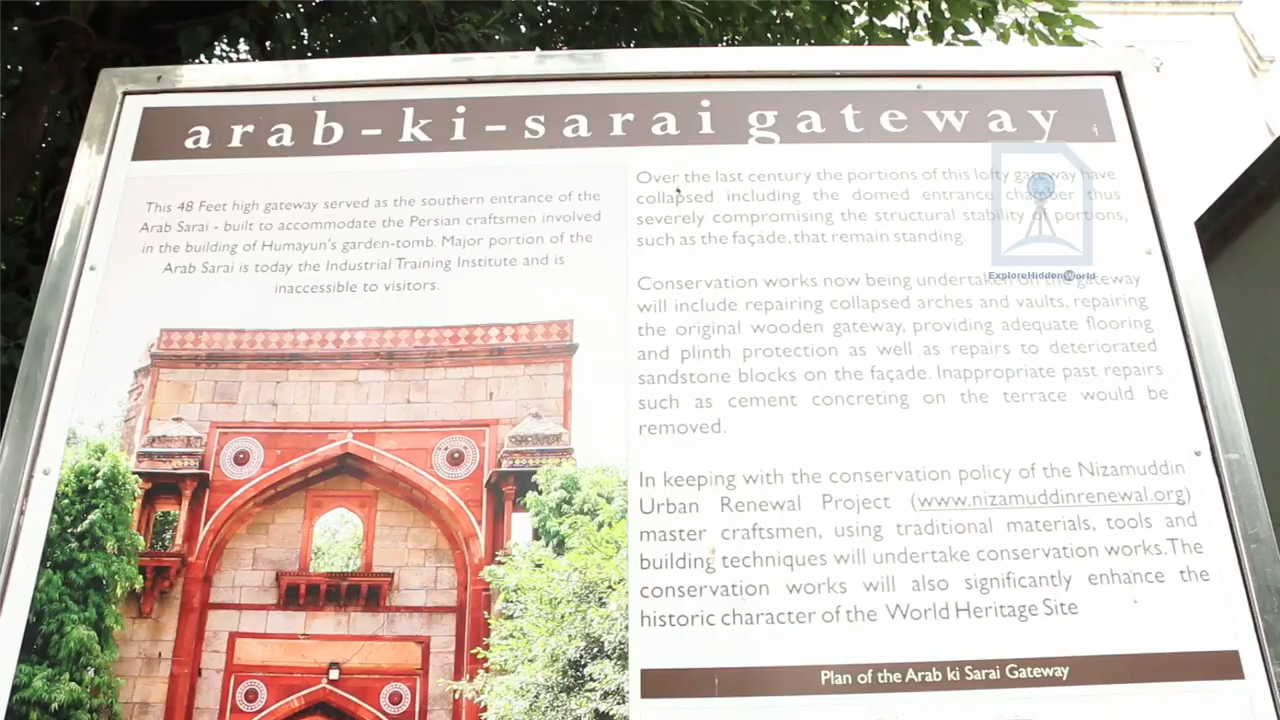 arab-ki-sarai gateway
This 48 Feet high gateway served as the southern entrance of the
Arab Sarai - built to accommodate the Persian craftsmen involved
in the building of Humayun's garden-tomb. Major portion of the
Arab Sarai is today the Industrial Training Institute and is
inaccessible to visitors.
Over the last century the portions of this lofty gateway have
collapsed including the domed entrance chamber thus
severely compromising the structural stability portions,
such as the façade, that remain standing.
ExploreHiddenWorld
Conservation works now being undertaken on the gateway
will include repairing collapsed arches and vaults, repairing
the original wooden gateway, providing adequate flooring
and plinth protection as well as repairs to deteriorated
sandstone blocks on the façade. Inappropriate past repairs
such as cement concreting on the terrace would be
removed.
In keeping with the conservation policy of the Nizamuddin
Urban Renewal Project (www.nizamuddinrenewal.org)
master craftsmen, using traditional materials, tools and
building techniques will undertake conservation works. The
conservation works will also significantly enhance the
historic character of the World Heritage Site
Plan of the Arab ki Sarai Gateway